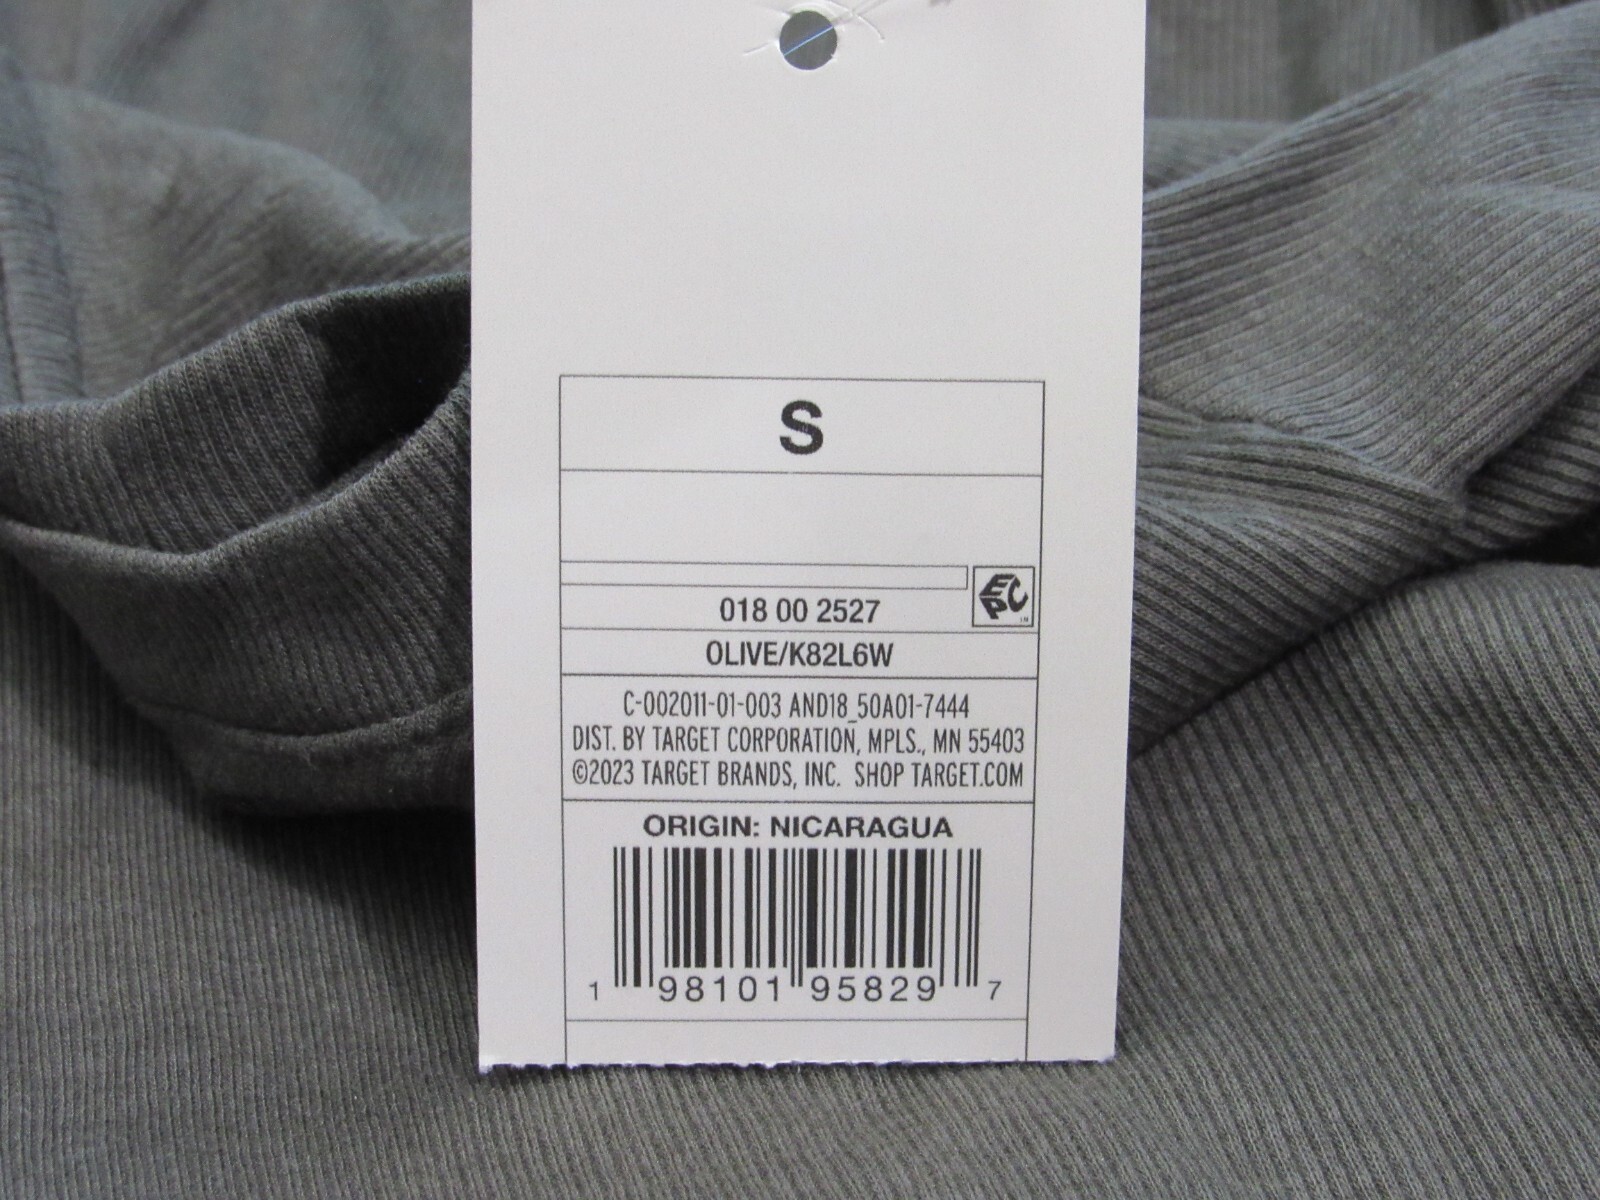 S
EPC
018 00 2527
OLIVE/K82L6W
C-002011-01-003 AND18_50A01-7444
DIST. BY TARGET CORPORATION, MPLS., MN 55403
©2023 TARGET BRANDS, INC. SHOP TARGET.COM
ORIGIN: NICARAGUA
1 98101 95829 7